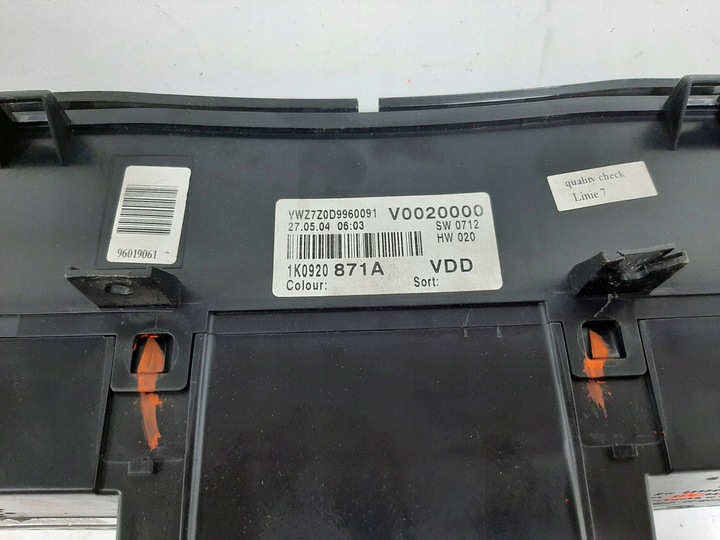 VWZ7Z0D9960091 V0020000
27.05.04 06:03 SW 0712
HW 020
1K0920 871A VDD
Colour: Sort:
96019061
quality check
Linie 7